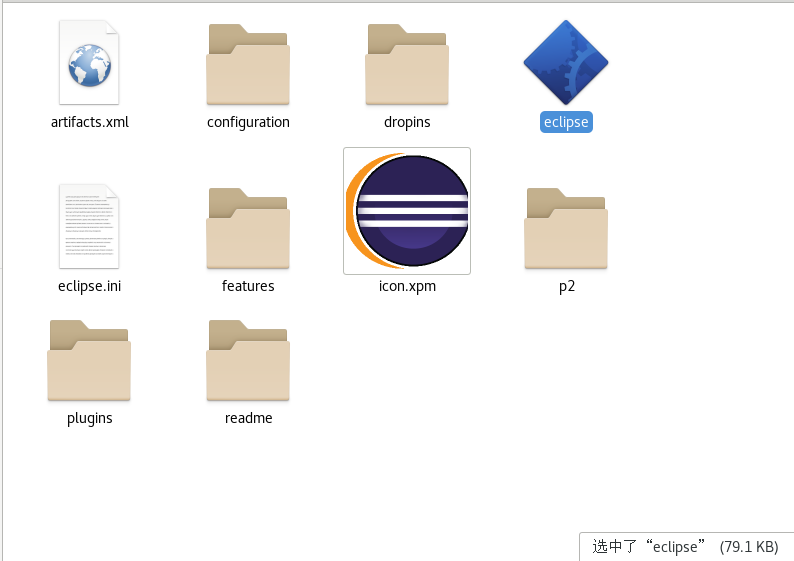 artifacts.xml
configuration
dropins
eclipse
eclipse.ini
features
icon.xpm
p2
plugins
readme
选中了“eclipse” (79.1 KB)